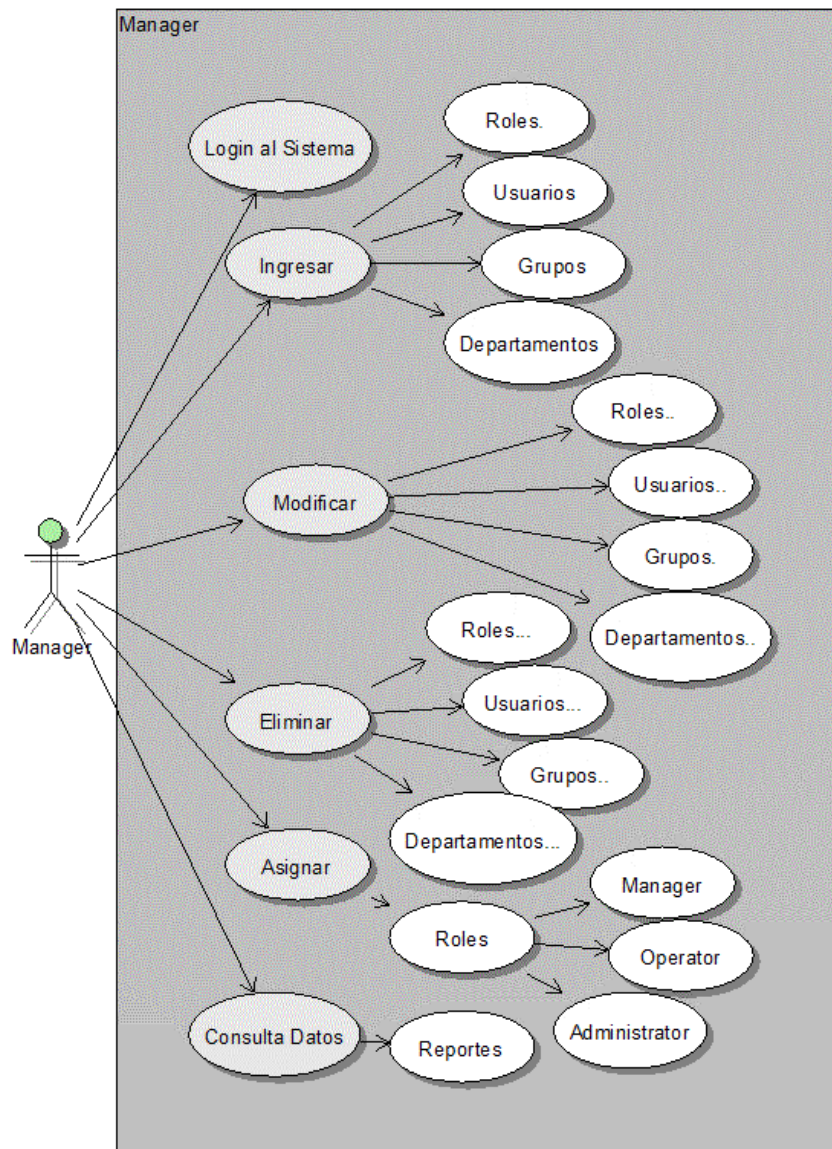 Manager
Login al Sistema
Roles.
Usuarios
Ingresar
Grupos
Departamentos
Roles..
Modificar
Usuarios..
Grupos.
Departamentos..
Manager
Roles...
Eliminar
Usuarios...
Grupos..
Departamentos...
Asignar
Roles
Manager
Operator
Administrator
Consulta Datos
Reportes